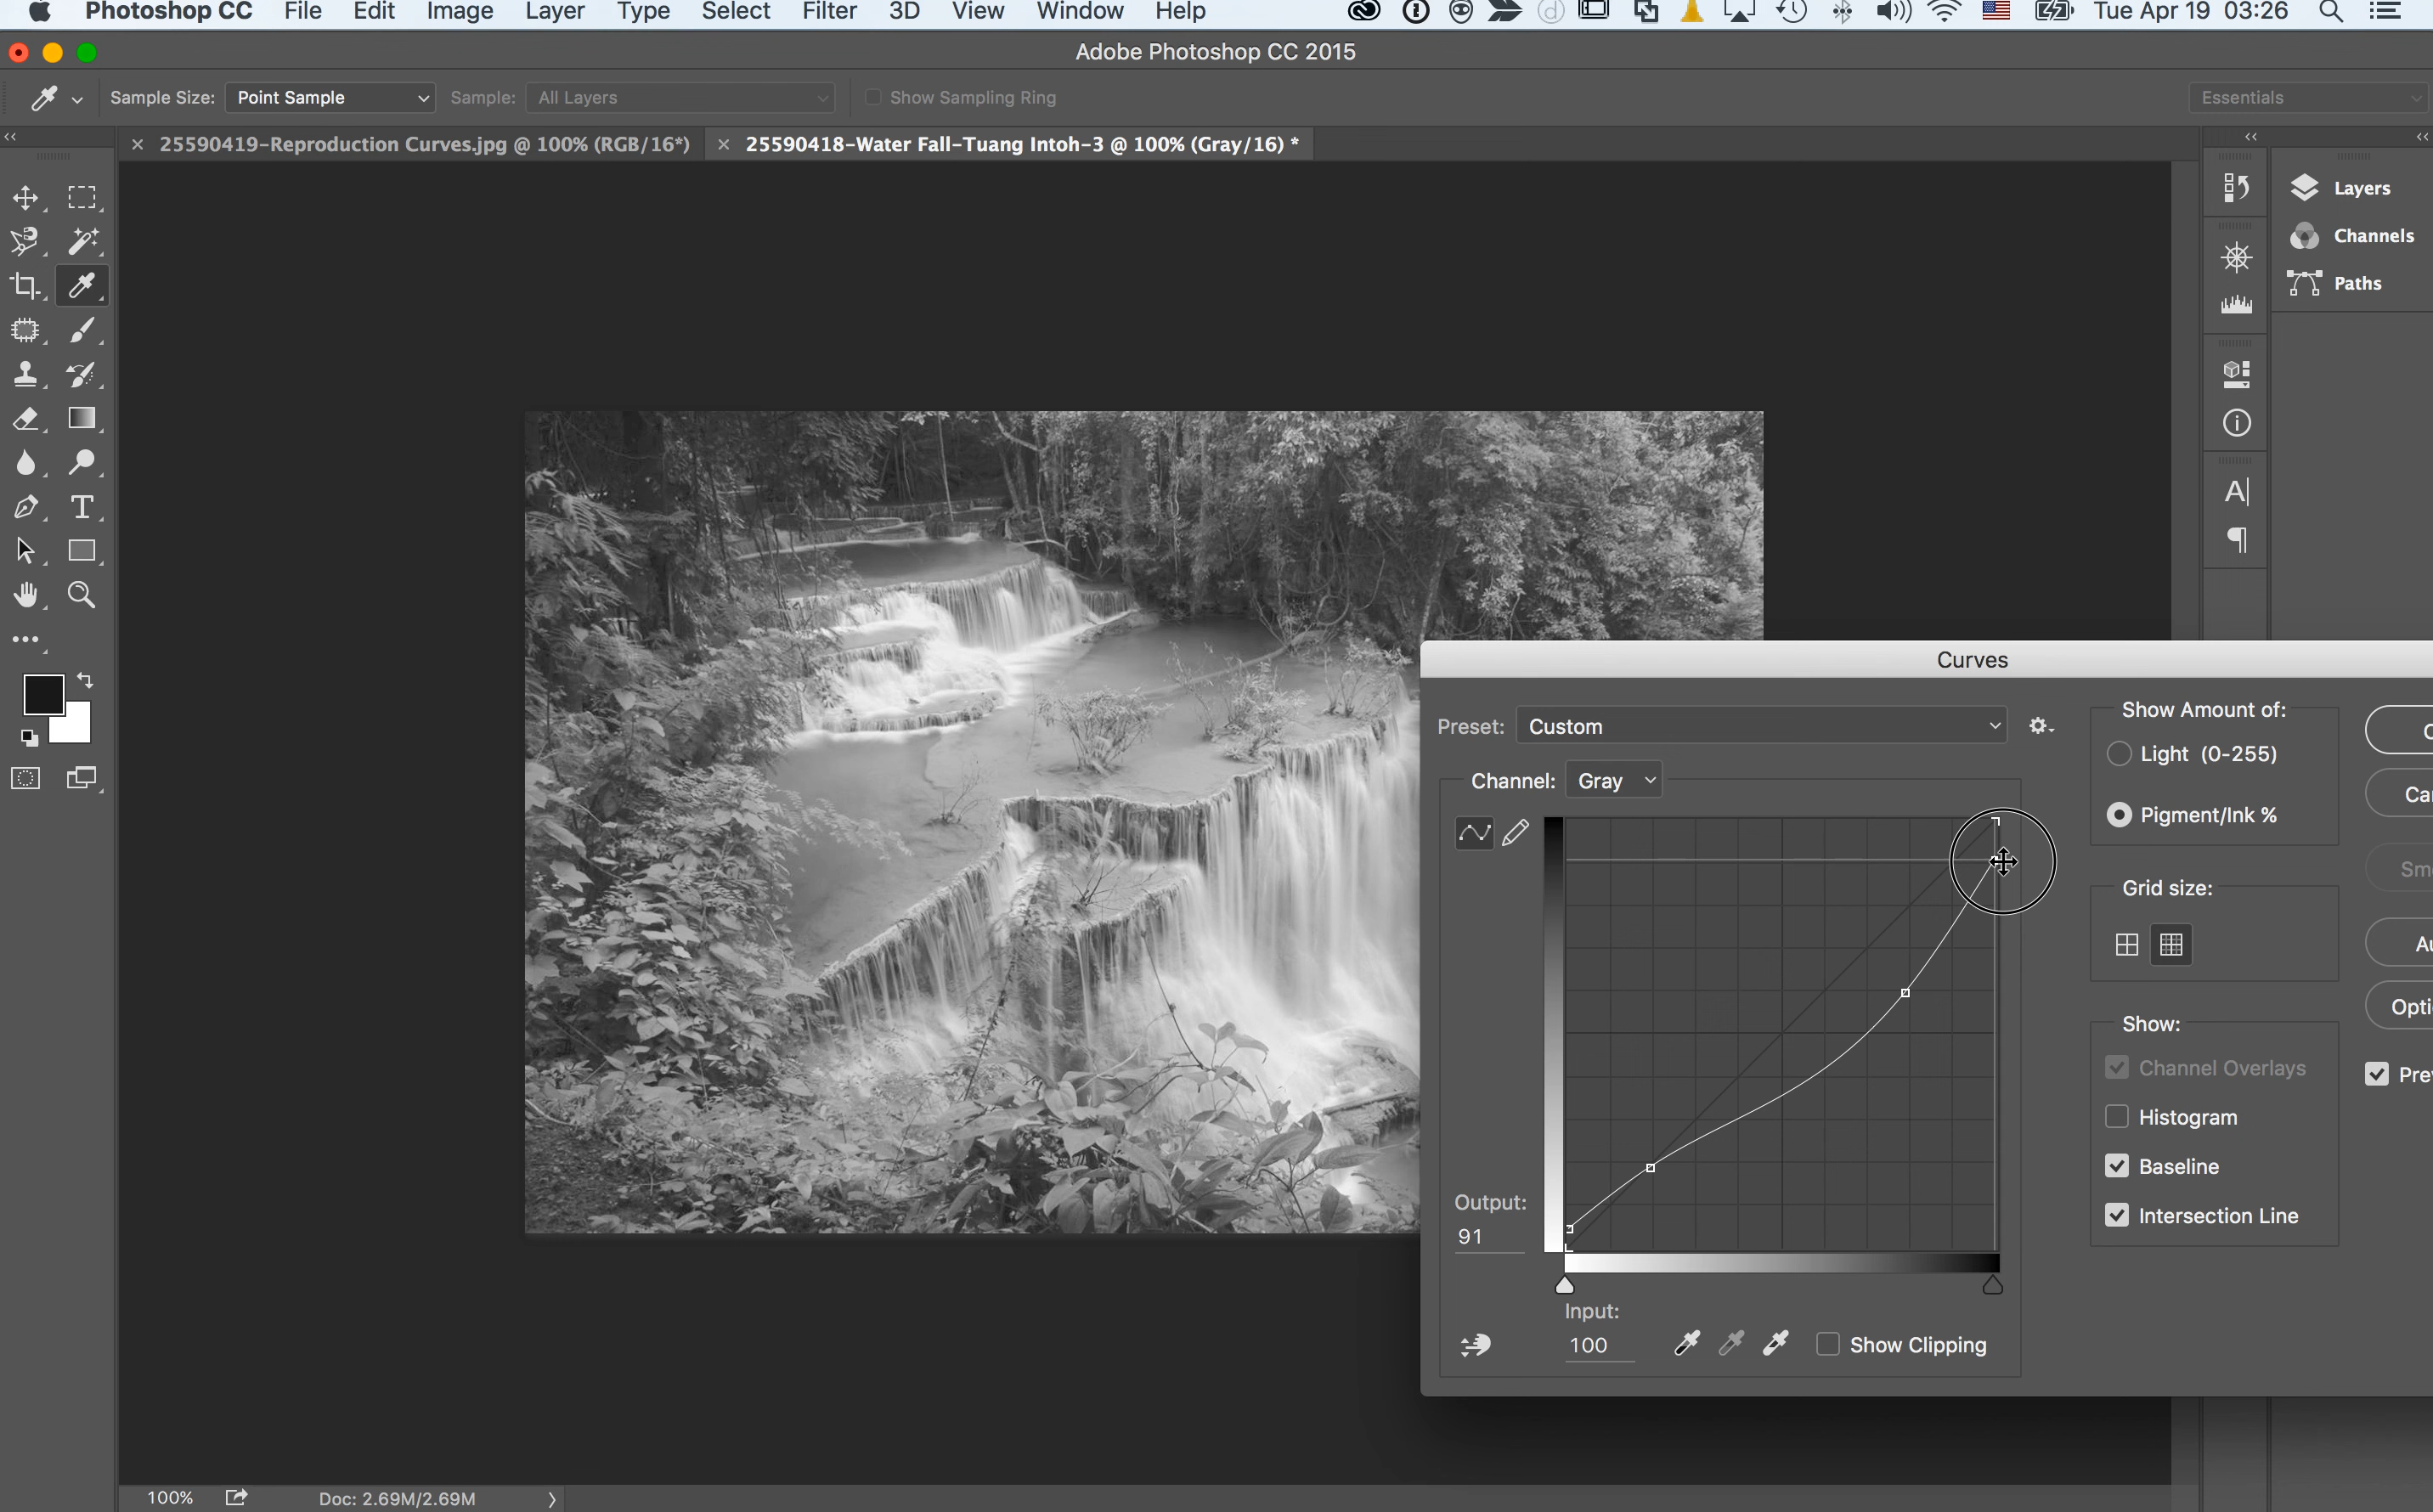 Photoshop CC File Edit Image Layer Type Select Filter 3D View Window Help Tue Apr 19 03:26
Adobe Photoshop CC 2015
Sample Size: Point Sample Sample: All Layers Show Sampling Ring Essentials
25590419-Reproduction Curves.jpg @ 100% (RGB/16*) 25590418-Water Fall-Tuang Intoh-3 @ 100% (Gray/16) *
Layers
Channels
Paths
Curves
Preset: Custom
Channel: Gray
Output:
91
Input:
100
Show Clipping
Show Amount of:
Light (0-255)
Pigment/Ink %
Grid size:
Show:
Channel Overlays
Histogram
Baseline
Intersection Line
100% Doc: 2.69M/2.69M